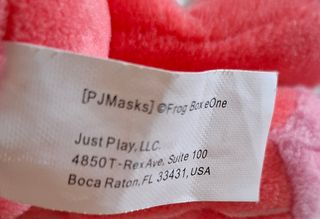 [PJMasks] ©Frog Box eOne
Just Play, LLC.
4850 T-Rex Ave, Suite 100
Boca Raton, FL 33431, USA